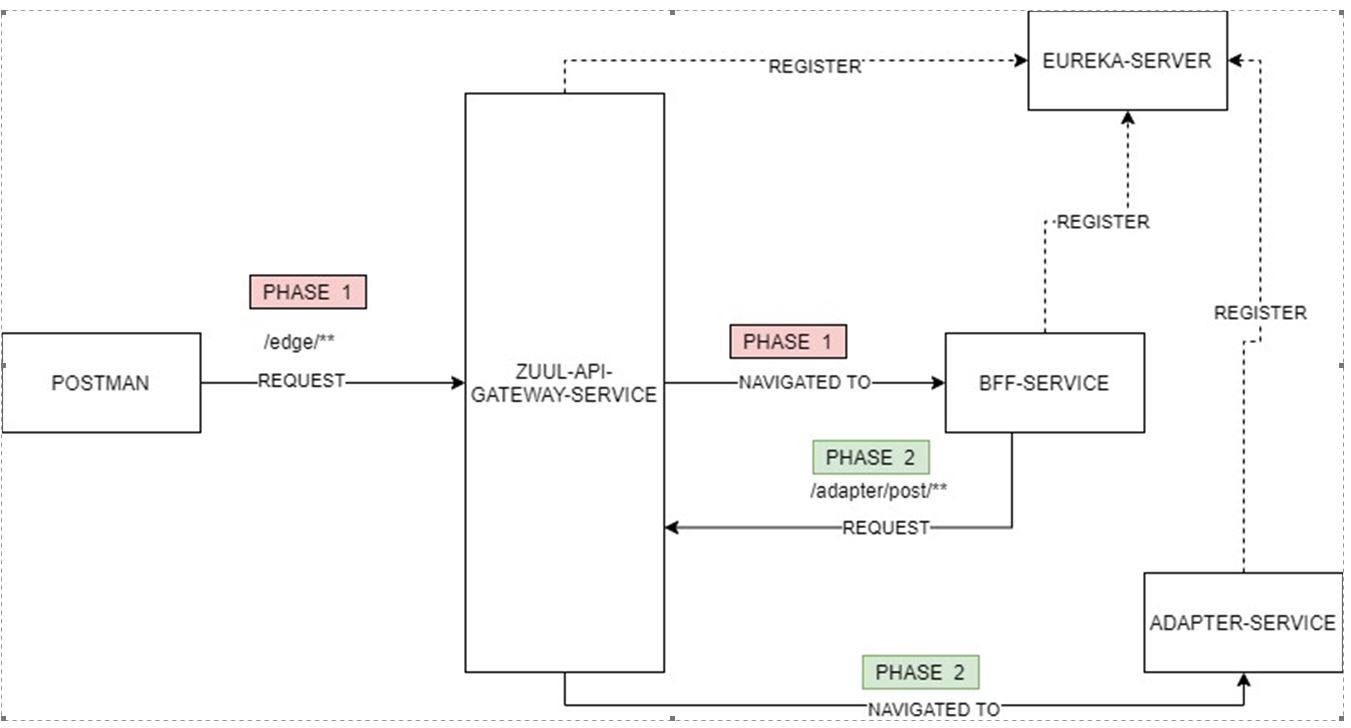 REGISTER
EUREKA-SERVER
REGISTER
PHASE 1
REGISTER
/edge/**
PHASE 1
POSTMAN
REQUEST
ZUUL-API-
GATEWAY-SERVICE
NAVIGATED TO
BFF-SERVICE
PHASE 2
/adapter/post/**
REQUEST
ADAPTER-SERVICE
PHASE 2
NAVIGATED TO